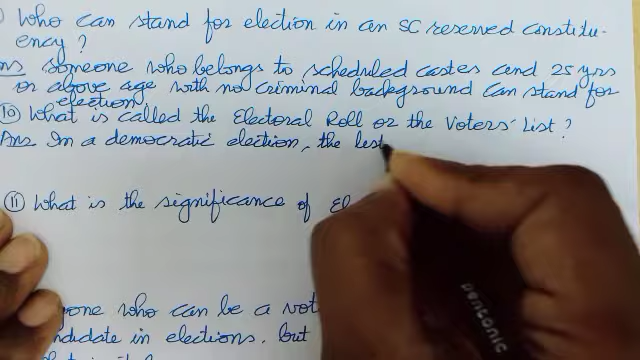 Who can stand for election in an SC reserved constitu-
ency?
Ans someone who belongs to scheduled castes and 25 yrs
or above age with no criminal background can stand for
election.
⑩ What is called the Electoral Roll or the Voters' List?
Ans In a democratic election, the lest
⑪ What is the significance of El
one who can be a vot
didate in elections. but
pentonic